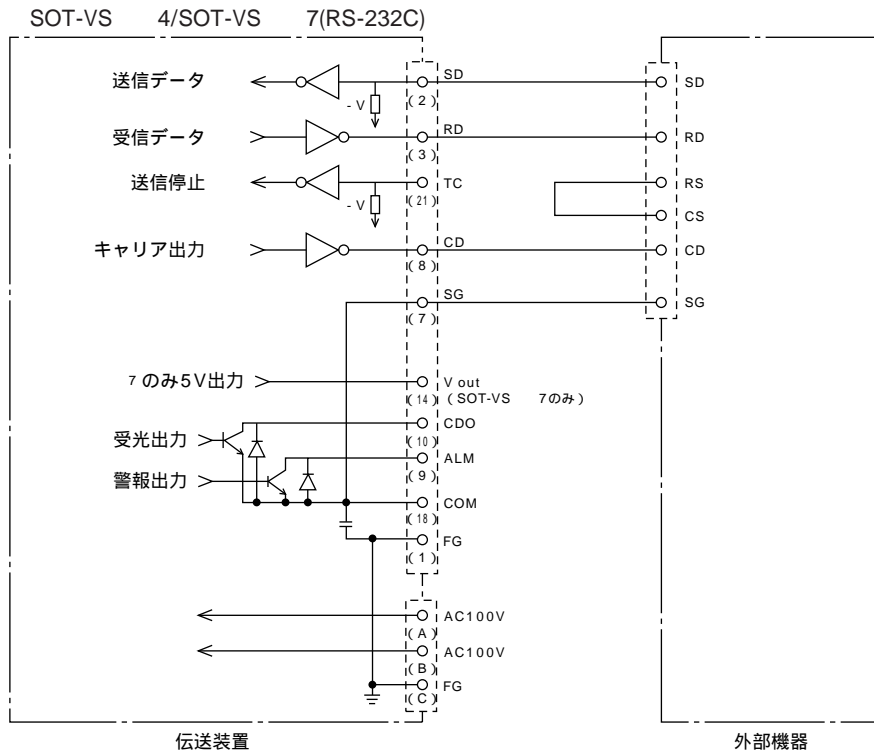 SOT-VS 4/SOT-VS 7(RS-232C)
送信データ
- V
(2)
SD
SD
受信データ
(3)
RD
RD
送信停止
- V
(21)
TC
RS
CS
キャリア出力
(8)
CD
CD
(7)
SG
SG
7のみ5V出力
(14)
V out
(SOT-VS 7のみ)
受光出力
(10)
CDO
警報出力
(9)
ALM
(18)
COM
(1)
FG
(A)
AC100V
(B)
AC100V
(C)
FG
伝送装置
外部機器